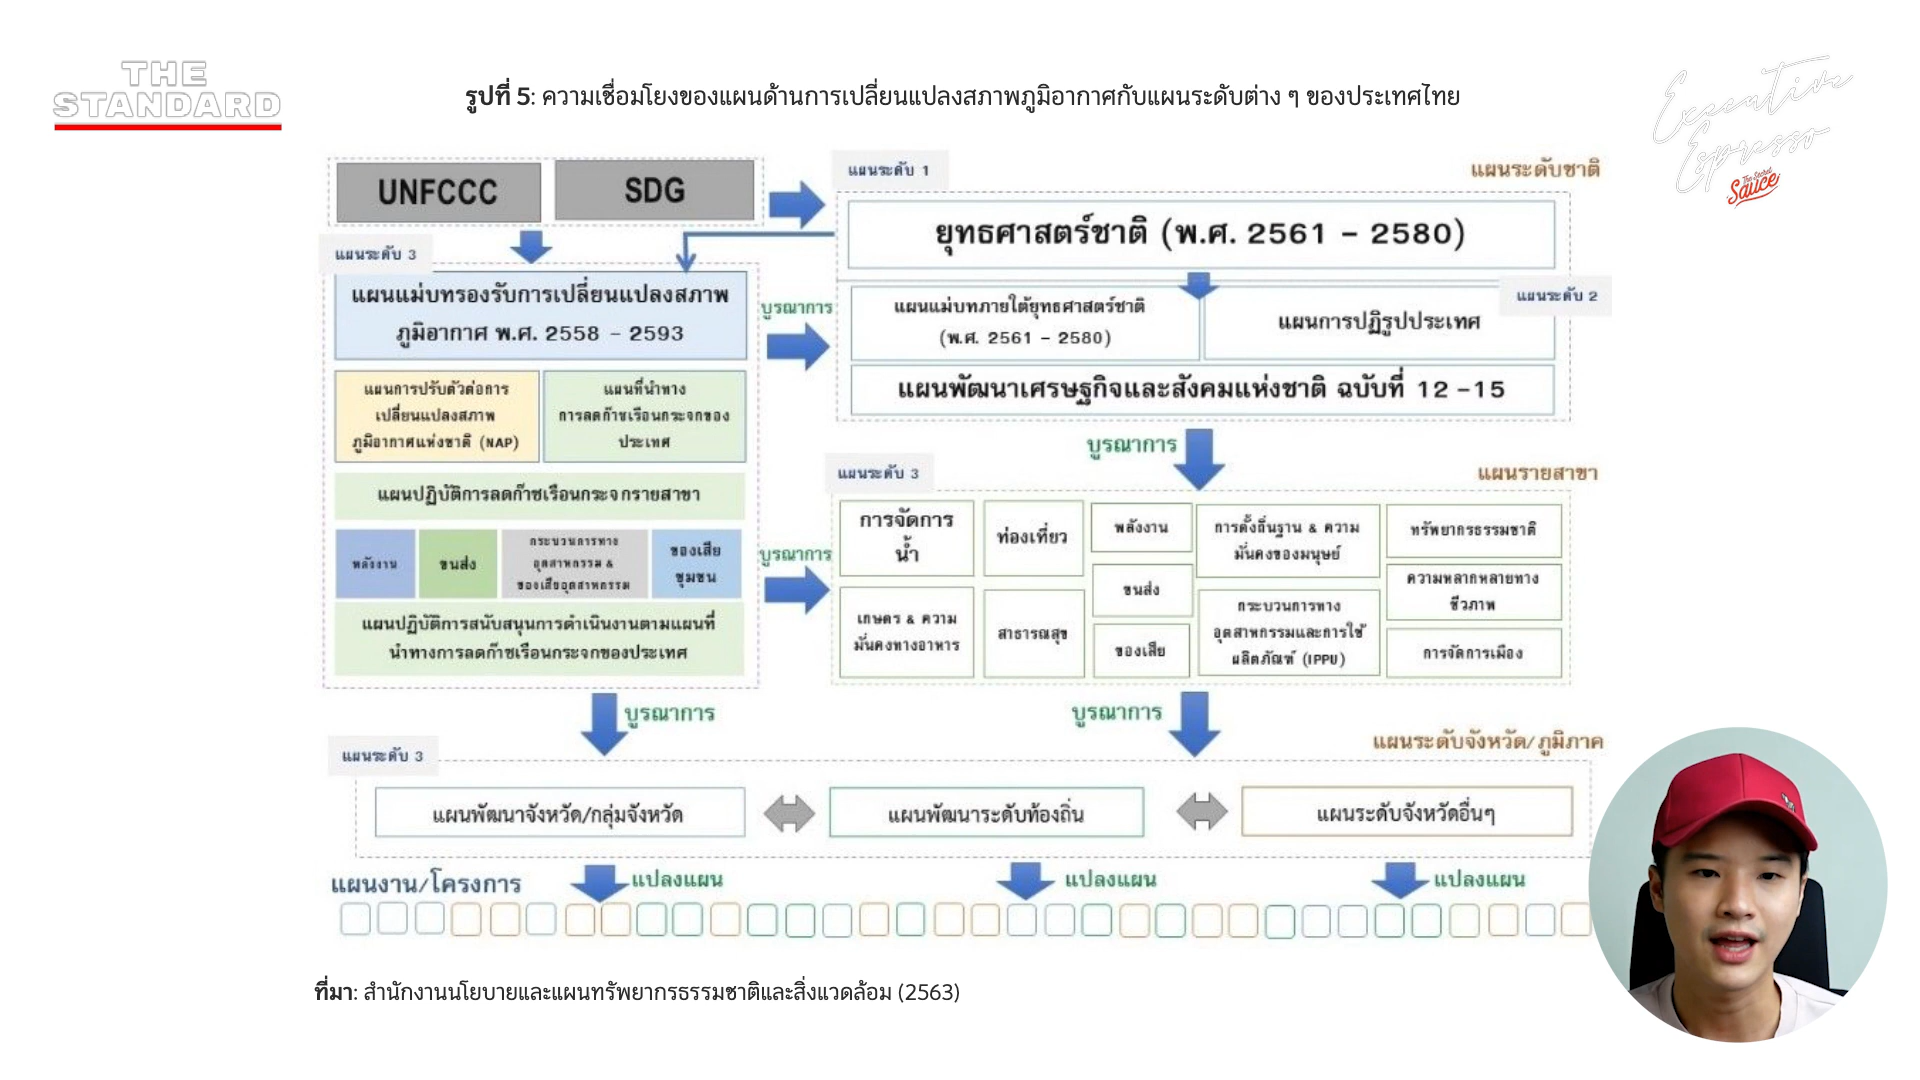 THE
STANDARD
รูปที่ 5: ความเชื่อมโยงของแผนด้านการเปลี่ยนแปลงสภาพภูมิอากาศกับแผนระดับต่าง ๆ ของประเทศไทย
Executive
Espresso
The Secret
Sauce
UNFCCC
SDG
แผนระดับ 1
แผนระดับชาติ
ยุทธศาสตร์ชาติ (พ.ศ. 2561 – 2580)
แผนระดับ 3
แผนแม่บทรองรับการเปลี่ยนแปลงสภาพ
ภูมิอากาศ พ.ศ. 2558 – 2593
บูรณาการ
แผนแม่บทภายใต้ยุทธศาสตร์ชาติ
(พ.ศ. 2561 – 2580)
แผนระดับ 2
แผนการปฏิรูปประเทศ
แผนพัฒนาเศรษฐกิจและสังคมแห่งชาติ ฉบับที่ 12 –15
แผนการปรับตัวต่อการ
เปลี่ยนแปลงสภาพ
ภูมิอากาศแห่งชาติ (NAP)
แผนที่นำทาง
การลดก๊าซเรือนกระจกของ
ประเทศ
แผนปฏิบัติการลดก๊าซเรือนกระจกรายสาขา
พลังงาน
ขนส่ง
กระบวนการทาง
อุตสาหกรรม &
ของเสียอุตสาหกรรม
ของเสีย
ชุมชน
แผนปฏิบัติการสนับสนุนการดำเนินงานตามแผนที่
นำทางการลดก๊าซเรือนกระจกของประเทศ
บูรณาการ
บูรณาการ
แผนระดับ 3
แผนรายสาขา
การจัดการ
น้ำ
ท่องเที่ยว
พลังงาน
การตั้งถิ่นฐาน & ความ
มั่นคงของมนุษย์
ทรัพยากรธรรมชาติ
ขนส่ง
ความหลากหลายทาง
ชีวภาพ
เกษตร & ความ
มั่นคงทางอาหาร
สาธารณสุข
ของเสีย
กระบวนการทาง
อุตสาหกรรมและการใช้
ผลิตภัณฑ์ (IPPU)
การจัดการเมือง
บูรณาการ
บูรณาการ
แผนระดับ 3
แผนระดับจังหวัด/ภูมิภาค
แผนพัฒนาจังหวัด/กลุ่มจังหวัด
แผนพัฒนาระดับท้องถิ่น
แผนระดับจังหวัดอื่นๆ
แผนงาน/โครงการ
แปลงแผน
แปลงแผน
แปลงแผน
ที่มา: สำนักงานนโยบายและแผนทรัพยากรธรรมชาติและสิ่งแวดล้อม (2563)